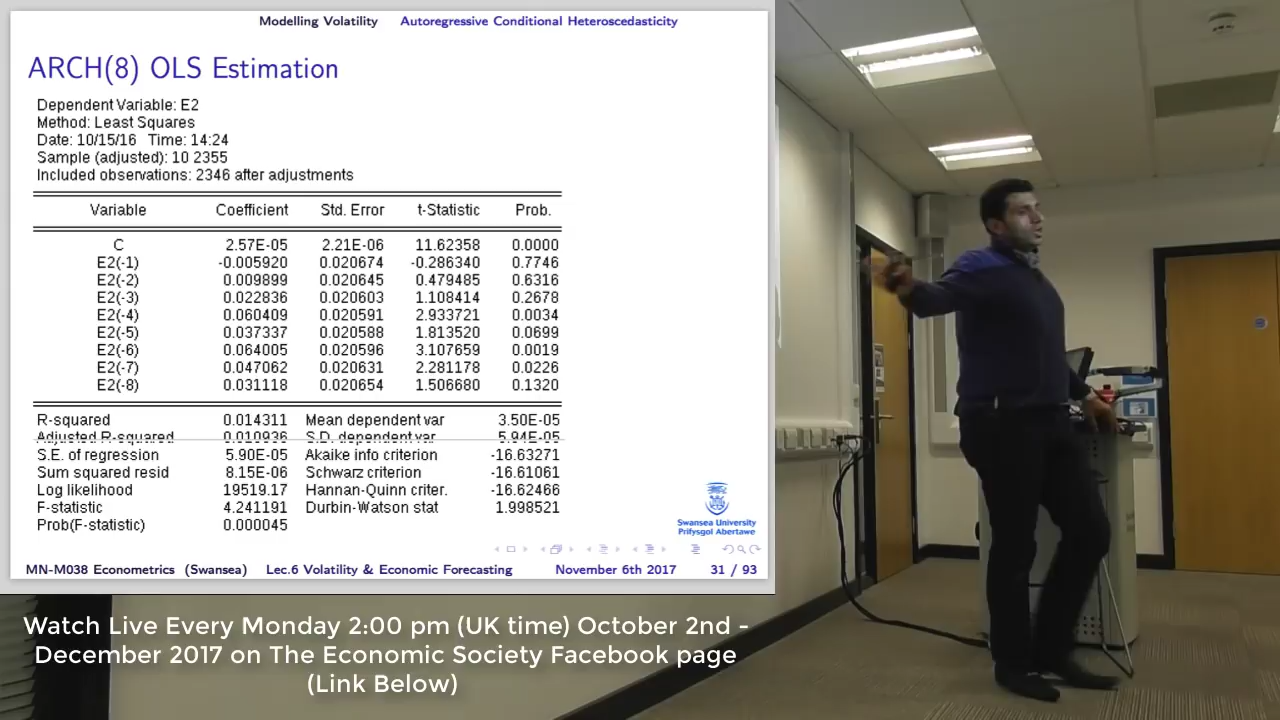 Modelling Volatility Autoregressive Conditional Heteroscedasticity
ARCH(8) OLS Estimation
Dependent Variable: E2
Method: Least Squares
Date: 10/15/16 Time: 14:24
Sample (adjusted): 10 2355
Included observations: 2346 after adjustments
Variable Coefficient Std. Error t-Statistic Prob.
C 2.57E-05 2.21E-06 11.62358 0.0000
E2(-1) -0.005920 0.020674 -0.286340 0.7746
E2(-2) 0.009899 0.020645 0.479485 0.6316
E2(-3) 0.022836 0.020603 1.108414 0.2678
E2(-4) 0.060409 0.020591 2.933721 0.0034
E2(-5) 0.037337 0.020588 1.813520 0.0699
E2(-6) 0.064005 0.020596 3.107659 0.0019
E2(-7) 0.047062 0.020631 2.281178 0.0226
E2(-8) 0.031118 0.020654 1.506680 0.1320
R-squared 0.014311 Mean dependent var 3.50E-05
Adjusted R-squared 0.010936 S.D. dependent var 5.94E-05
S.E. of regression 5.90E-05 Akaike info criterion -16.63271
Sum squared resid 8.15E-06 Schwarz criterion -16.61061
Log likelihood 19519.17 Hannan-Quinn criter. -16.62466
F-statistic 4.241191 Durbin-Watson stat 1.998521
Prob(F-statistic) 0.000045
Swansea University
Prifysgol Abertawe
MN-M038 Econometrics (Swansea) Lec.6 Volatility & Economic Forecasting November 6th 2017 31 / 93
Watch Live Every Monday 2:00 pm (UK time) October 2nd -
December 2017 on The Economic Society Facebook page
(Link Below)